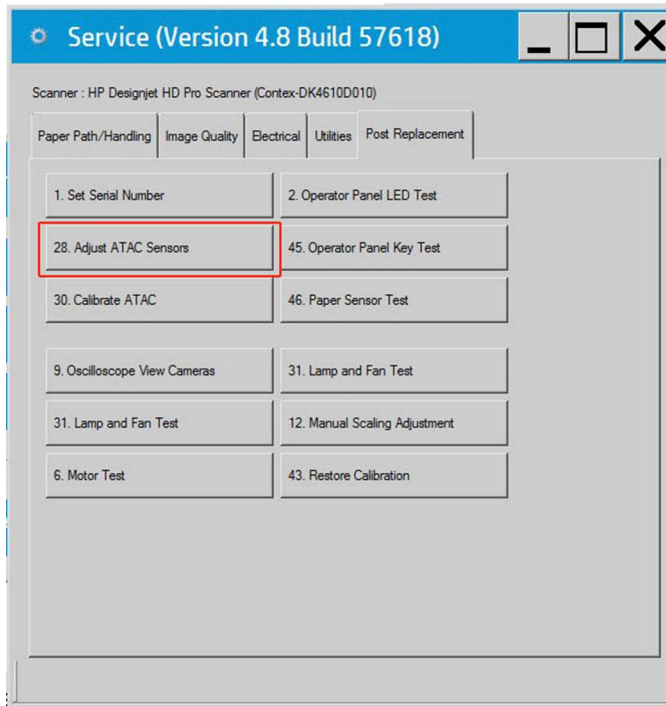 Service (Version 4.8 Build 57618)
Scanner : HP Designjet HD Pro Scanner (Contex-DK4610D010)
Paper Path/Handling Image Quality Electrical Utilities Post Replacement
1. Set Serial Number 2. Operator Panel LED Test
28. Adjust ATAC Sensors 45. Operator Panel Key Test
30. Calibrate ATAC 46. Paper Sensor Test
9. Oscilloscope View Cameras 31. Lamp and Fan Test
31. Lamp and Fan Test 12. Manual Scaling Adjustment
6. Motor Test 43. Restore Calibration